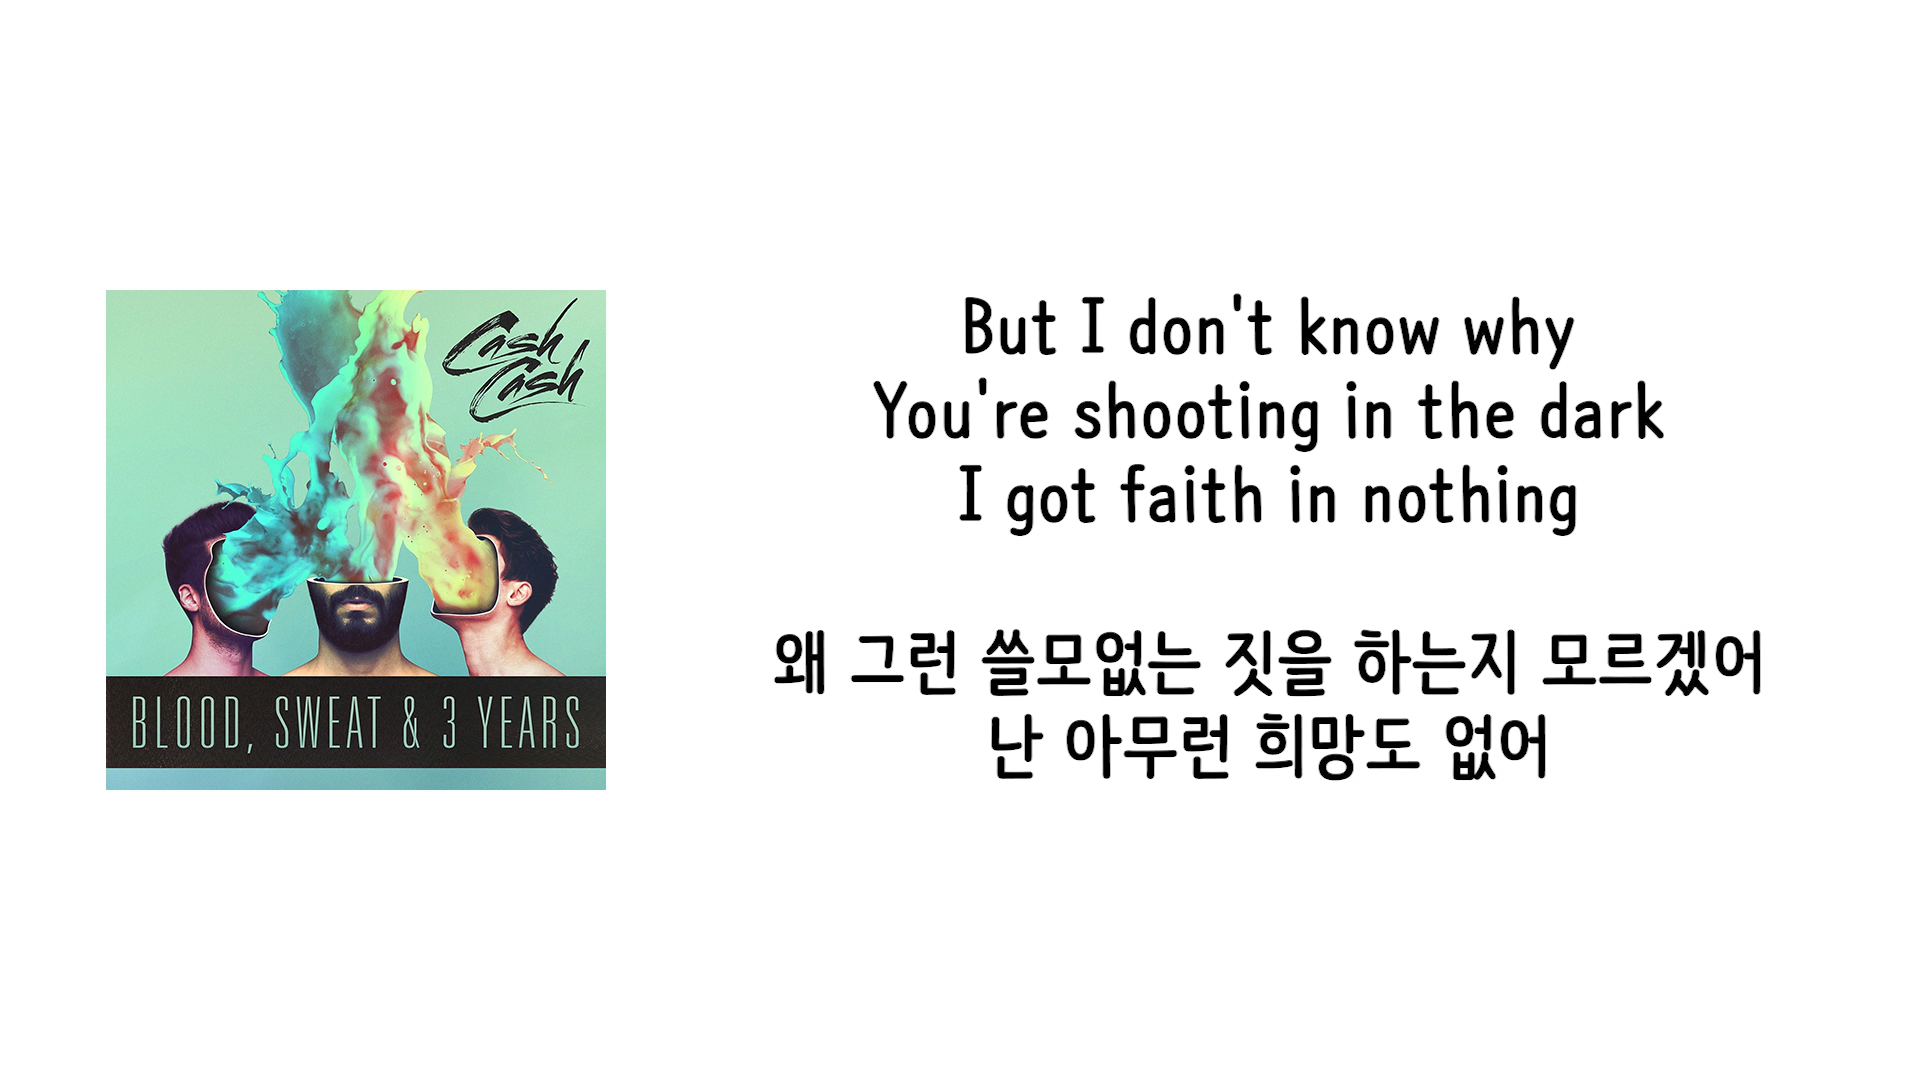 Cash
Cash
BLOOD, SWEAT & 3 YEARS
But I don't know why
You're shooting in the dark
I got faith in nothing
왜 그런 쓸모없는 짓을 하는지 모르겠어
난 아무런 희망도 없어